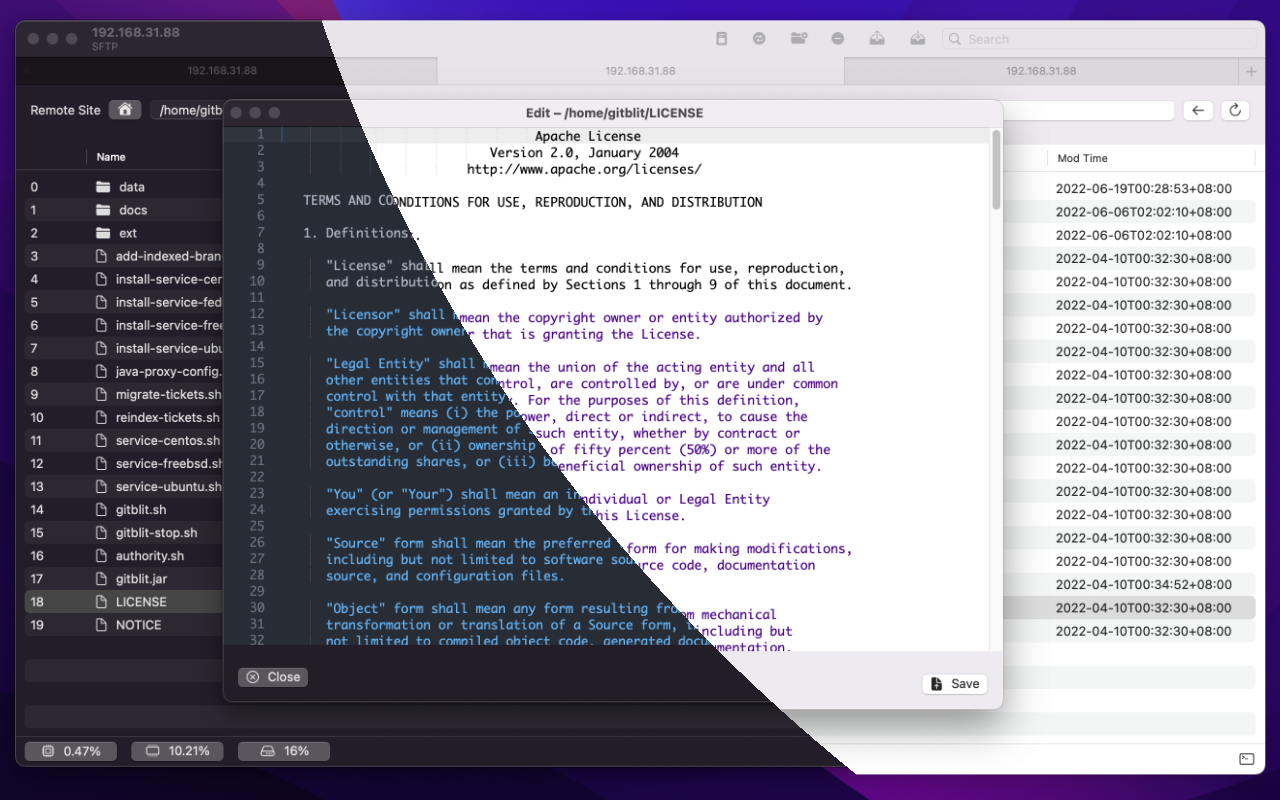 192.168.31.88
SFTP
Search
192.168.31.88
192.168.31.88
192.168.31.88
Remote Site
/home/gitb
Name
Mod Time
0 data 2022-06-19T00:28:53+08:00
1 docs 2022-06-06T02:02:10+08:00
2 ext 2022-06-06T02:02:10+08:00
3 add-indexed-bran 2022-04-10T00:32:30+08:00
4 install-service-cen 2022-04-10T00:32:30+08:00
5 install-service-fed 2022-04-10T00:32:30+08:00
6 install-service-free 2022-04-10T00:32:30+08:00
7 install-service-ubu 2022-04-10T00:32:30+08:00
8 java-proxy-config. 2022-04-10T00:32:30+08:00
9 migrate-tickets.sh 2022-04-10T00:32:30+08:00
10 reindex-tickets.sh 2022-04-10T00:32:30+08:00
11 service-centos.sh 2022-04-10T00:32:30+08:00
12 service-freebsd.sh 2022-04-10T00:32:30+08:00
13 service-ubuntu.sh 2022-04-10T00:32:30+08:00
14 gitblit.sh 2022-04-10T00:32:30+08:00
15 gitblit-stop.sh 2022-04-10T00:32:30+08:00
16 authority.sh 2022-04-10T00:32:30+08:00
17 gitblit.jar 2022-04-10T00:34:52+08:00
18 LICENSE 2022-04-10T00:32:30+08:00
19 NOTICE 2022-04-10T00:32:30+08:00
Edit – /home/gitblit/LICENSE
1 Apache License
2 Version 2.0, January 2004
3 http://www.apache.org/licenses/
4
5 TERMS AND CONDITIONS FOR USE, REPRODUCTION, AND DISTRIBUTION
6
7 1. Definitions.
8
9 "License" shall mean the terms and conditions for use, reproduction,
10 and distribution as defined by Sections 1 through 9 of this document.
11
12 "Licensor" shall mean the copyright owner or entity authorized by
13 the copyright owner that is granting the License.
14
15 "Legal Entity" shall mean the union of the acting entity and all
16 other entities that control, are controlled by, or are under common
17 control with that entity. For the purposes of this definition,
18 "control" means (i) the power, direct or indirect, to cause the
19 direction or management of such entity, whether by contract or
20 otherwise, or (ii) ownership of fifty percent (50%) or more of the
21 outstanding shares, or (iii) beneficial ownership of such entity.
22
23 "You" (or "Your") shall mean an individual or Legal Entity
24 exercising permissions granted by this License.
25
26 "Source" form shall mean the preferred form for making modifications,
27 including but not limited to software source code, documentation
28 source, and configuration files.
29
30 "Object" form shall mean any form resulting from mechanical
31 transformation or translation of a Source form, including but
32 not limited to compiled object code, generated documentation,
Close
Save
0.47%
10.21%
16%